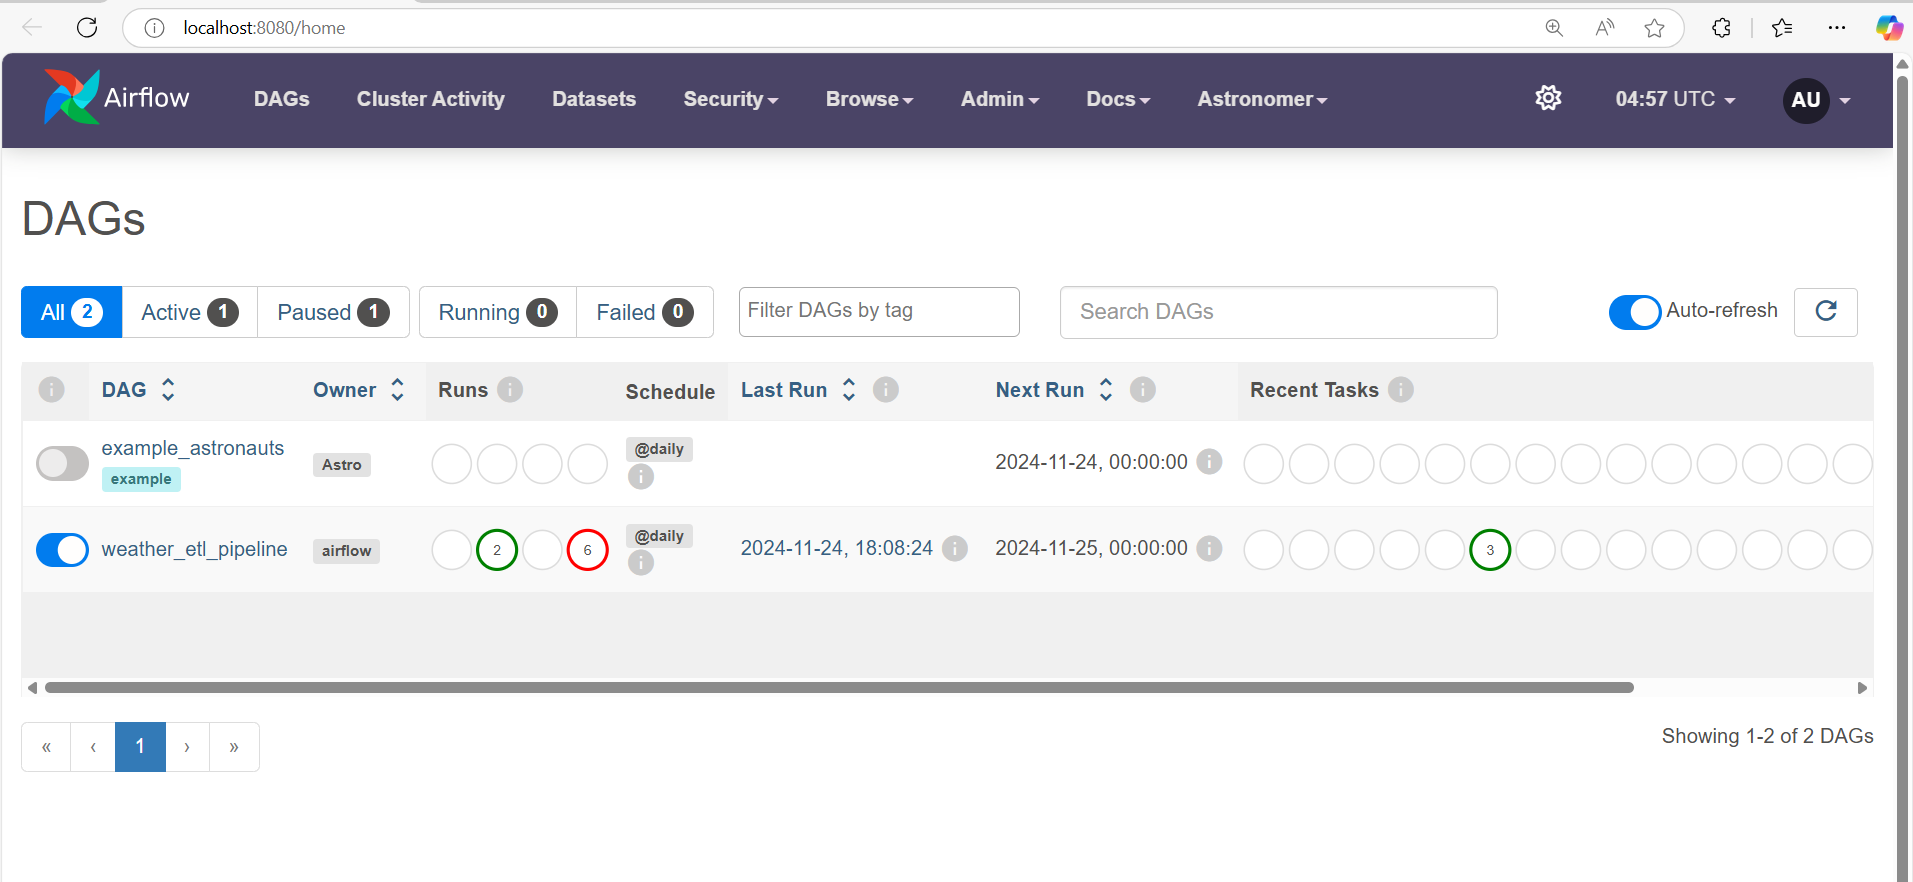 localhost:8080/home
Airflow DAGs Cluster Activity Datasets Security Browse Admin Docs Astronomer 04:57 UTC AU
DAGs
All 2 Active 1 Paused 1 Running 0 Failed 0 Filter DAGs by tag Search DAGs Auto-refresh
DAG Owner Runs Schedule Last Run Next Run Recent Tasks
example_astronauts Astro @daily 2024-11-24, 00:00:00
example
weather_etl_pipeline airflow 2 6 @daily 2024-11-24, 18:08:24 2024-11-25, 00:00:00 3
« ‹ 1 › » Showing 1-2 of 2 DAGs